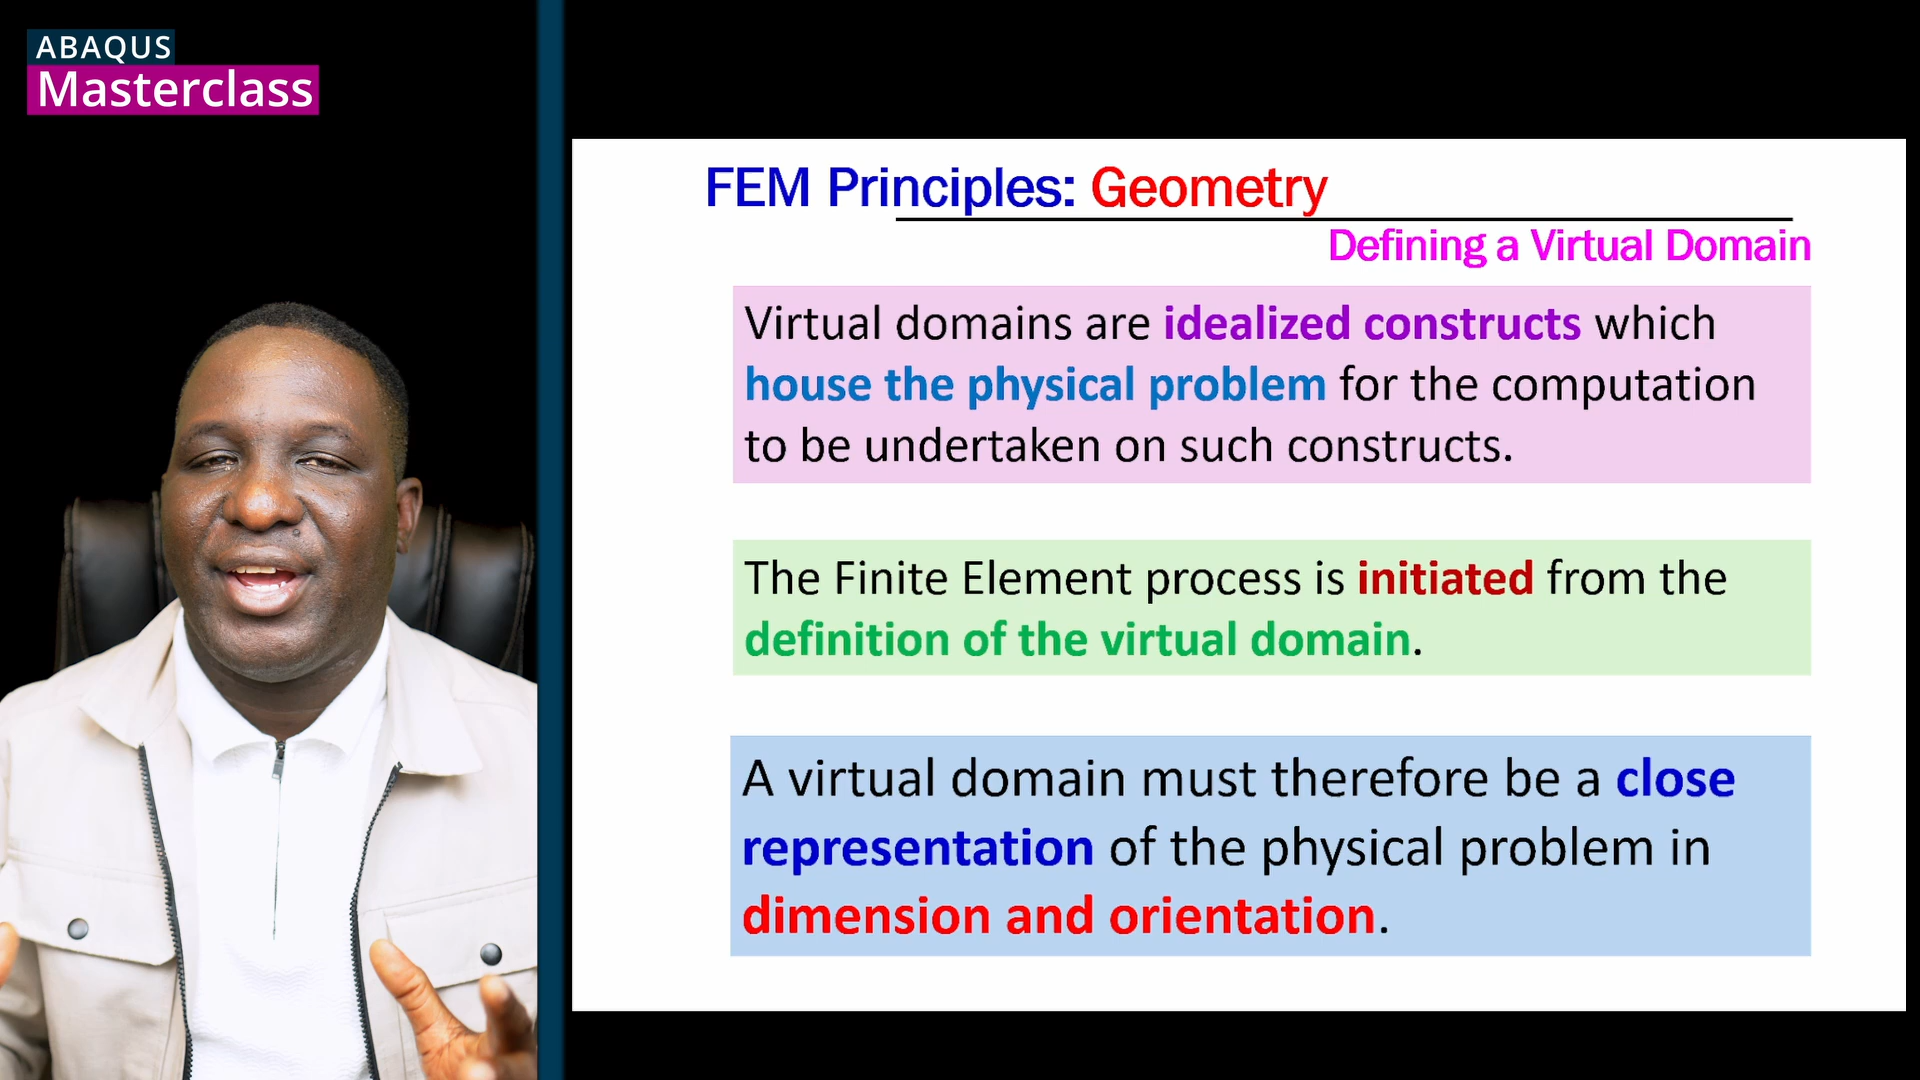 ABAQUS
Masterclass
FEM Principles: Geometry
Defining a Virtual Domain
Virtual domains are idealized constructs which
house the physical problem for the computation
to be undertaken on such constructs.
The Finite Element process is initiated from the
definition of the virtual domain.
A virtual domain must therefore be a close
representation of the physical problem in
dimension and orientation.